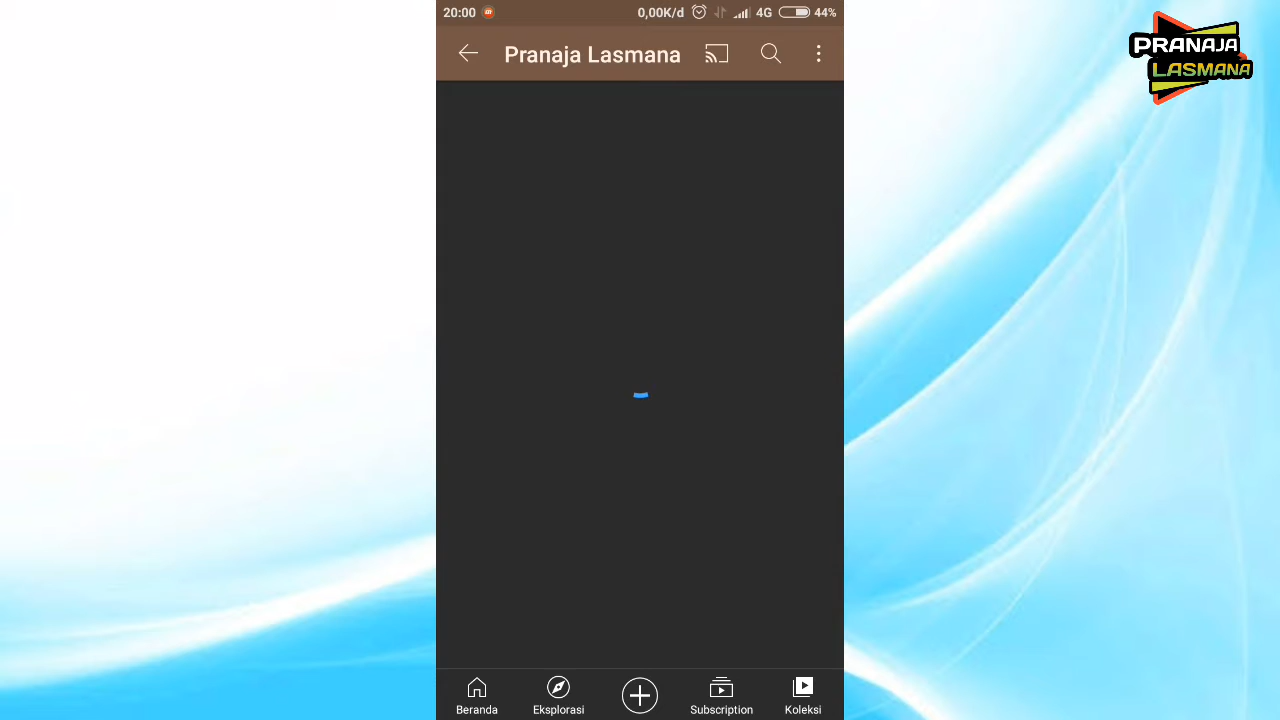 20:00 0,00K/d 4G 44%
Pranaja Lasmana
PRANAJA
LASMANA
Beranda Eksplorasi Subscription Koleksi